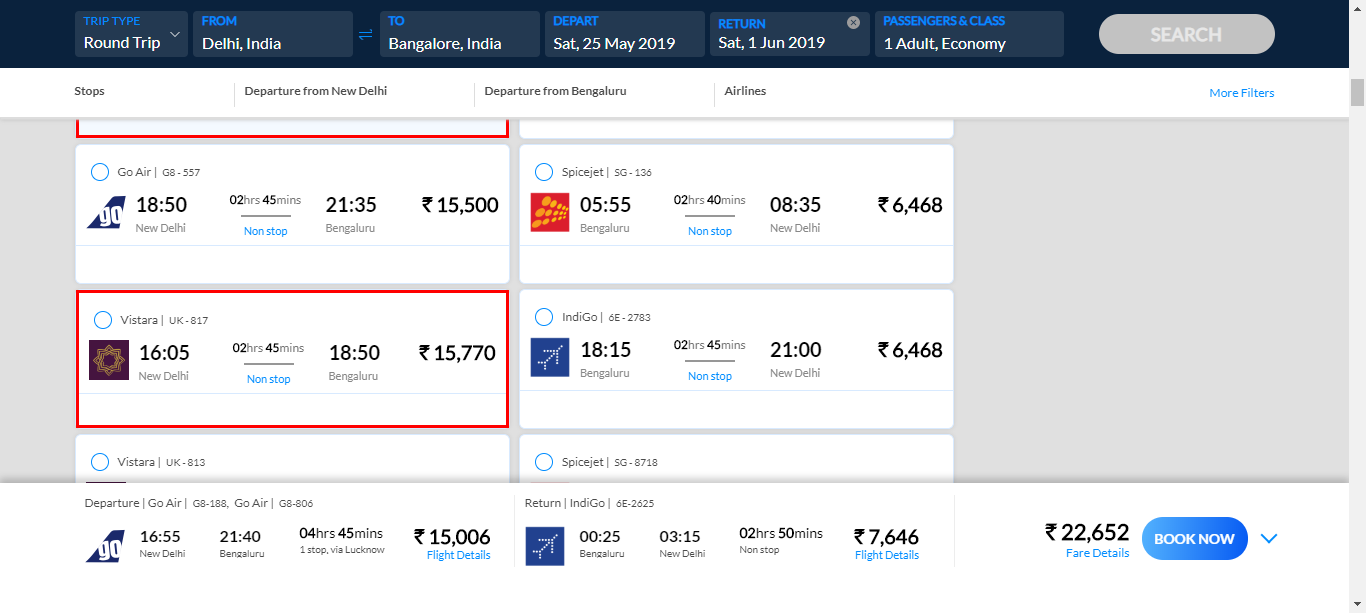 TRIP TYPE
Round Trip
FROM
Delhi, India
TO
Bangalore, India
DEPART
Sat, 25 May 2019
RETURN
Sat, 1 Jun 2019
PASSENGERS & CLASS
1 Adult, Economy
SEARCH
Stops
Departure from New Delhi
Departure from Bengaluru
Airlines
More Filters
Go Air | G8 - 557
go
18:50
New Delhi
02hrs 45mins
Non stop
21:35
Bengaluru
₹ 15,500
Spicejet | SG - 136
05:55
Bengaluru
02hrs 40mins
Non stop
08:35
New Delhi
₹ 6,468
Vistara | UK - 817
16:05
New Delhi
02hrs 45mins
Non stop
18:50
Bengaluru
₹ 15,770
IndiGo | 6E - 2783
18:15
Bengaluru
02hrs 45mins
Non stop
21:00
New Delhi
₹ 6,468
Vistara | UK - 813
Spicejet | SG - 8718
Departure | Go Air | G8-188, Go Air | G8-806
go
16:55
New Delhi
21:40
Bengaluru
04hrs 45mins
1 stop, via Lucknow
₹ 15,006
Flight Details
Return | IndiGo | 6E-2625
00:25
Bengaluru
03:15
New Delhi
02hrs 50mins
Non stop
₹ 7,646
Flight Details
₹ 22,652
Fare Details
BOOK NOW